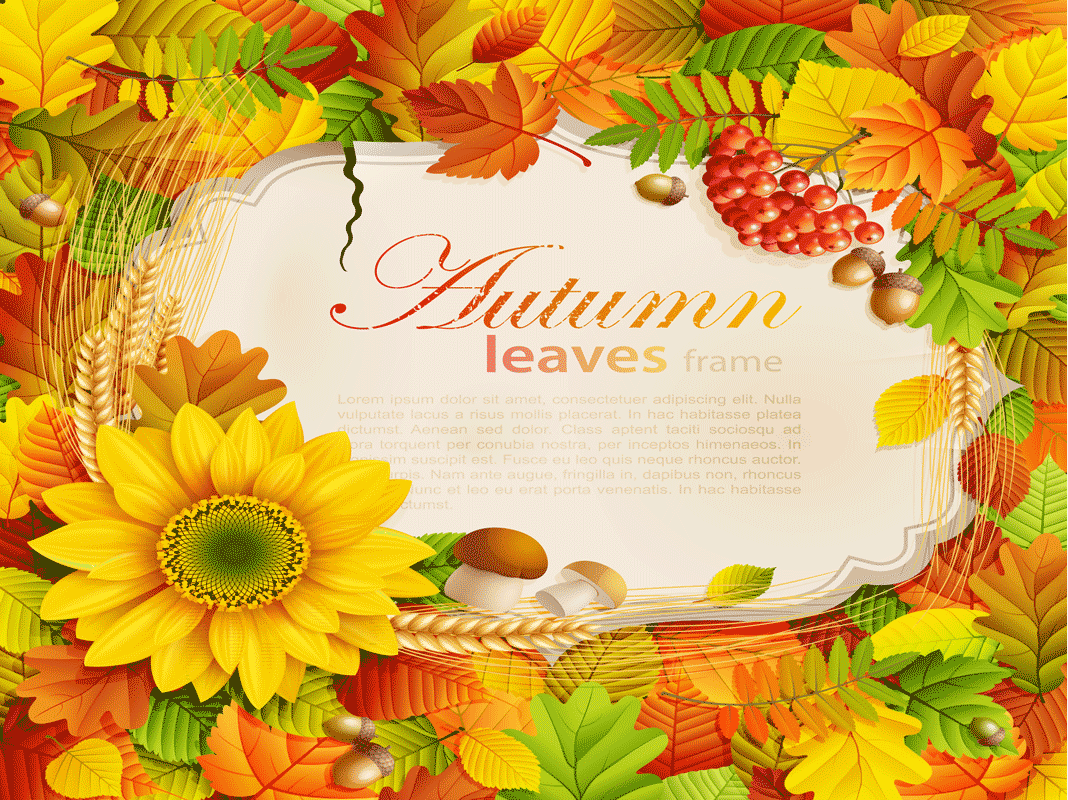 Autumn
leaves frame
Lorem ipsum dolor sit amet, consectetuer adipiscing elit. Nulla
vulputate lacus a risus mollis placerat. In hac habitasse platea
dictumst. Aenean sed dolor. Class aptent taciti sociosqu ad
ora torquent per conubia nostra, per inceptos himenaeos. In
suscipit est. Fusce eu leo quis neque rhoncus auctor.
Nam ante augue, fringilla in, dapibus non, rhoncus
nunc et leo eu erat porta venenatis. In hac habitasse